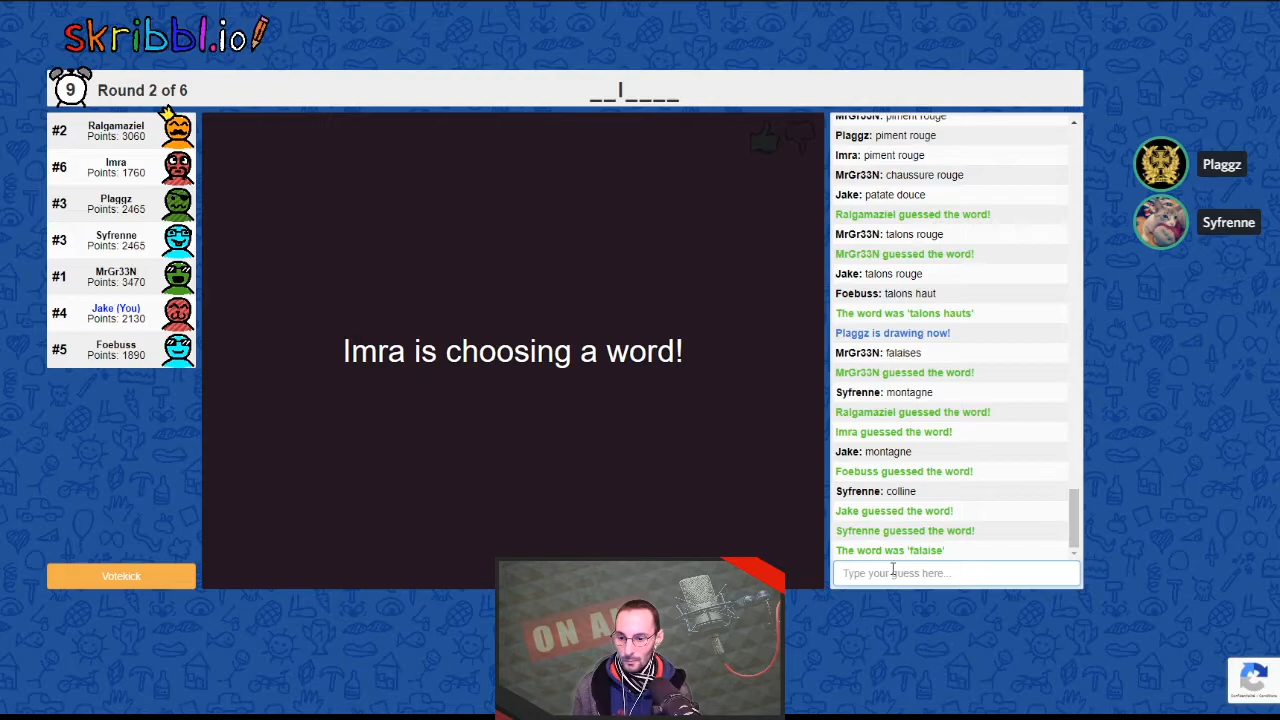 skribbl.io
9
Round 2 of 6
__l____
#2
Ralgamaziel
Points: 3060
#6
Imra
Points: 1760
#3
Plaggz
Points: 2465
#3
Syfrenne
Points: 2465
#1
MrGr33N
Points: 3470
#4
Jake (You)
Points: 2130
#5
Foebuss
Points: 1890
Votekick
Imra is choosing a word!
MrGr33N: piment rouge
Plaggz: piment rouge
Imra: piment rouge
MrGr33N: chaussure rouge
Jake: patate douce
Ralgamaziel guessed the word!
MrGr33N: talons rouge
MrGr33N guessed the word!
Jake: talons rouge
Foebuss: talons haut
The word was 'talons hauts'
Plaggz is drawing now!
MrGr33N: falaises
MrGr33N guessed the word!
Syfrenne: montagne
Ralgamaziel guessed the word!
Imra guessed the word!
Jake: montagne
Foebuss guessed the word!
Syfrenne: colline
Jake guessed the word!
Syfrenne guessed the word!
The word was 'falaise'
Type your guess here...
Plaggz
Syfrenne
ON A